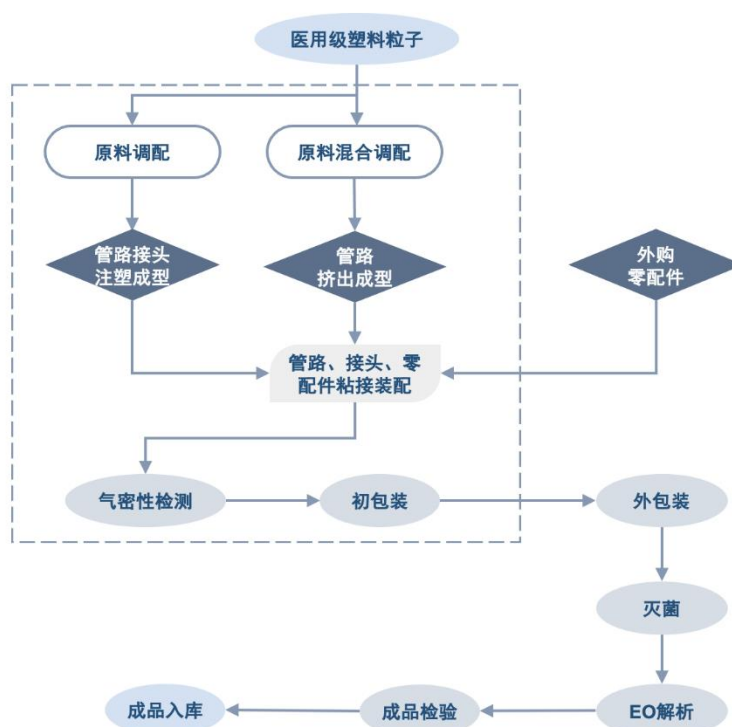 医用级塑料粒子
原料调配
原料混合调配
管路接头
注塑成型
管路
挤出成型
外购
零配件
管路、接头、零
配件粘接装配
气密性检测
初包装
外包装
灭菌
EO解析
成品检验
成品入库